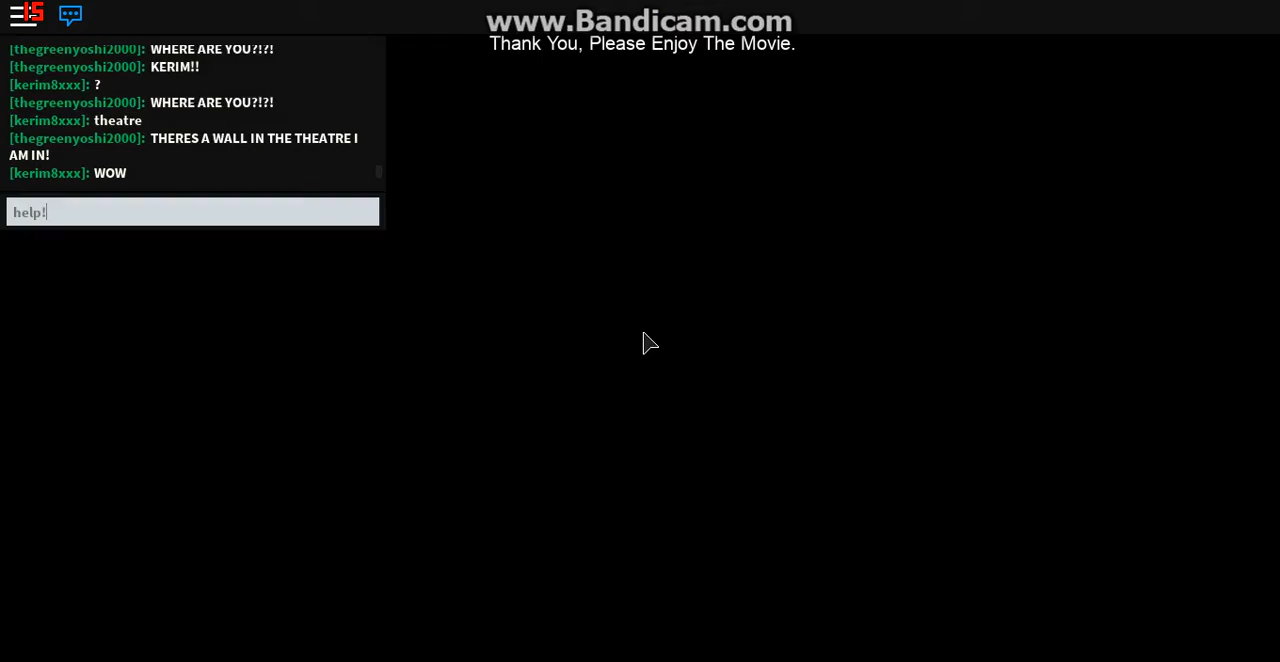 15
www.Bandicam.com
Thank You, Please Enjoy The Movie.
[thegreenyoshi2000]: WHERE ARE YOU?!?!
[thegreenyoshi2000]: KERIM!!
[kerim8xxx]: ?
[thegreenyoshi2000]: WHERE ARE YOU?!?!
[kerim8xxx]: theatre
[thegreenyoshi2000]: THERES A WALL IN THE THEATRE I
AM IN!
[kerim8xxx]: WOW
help!